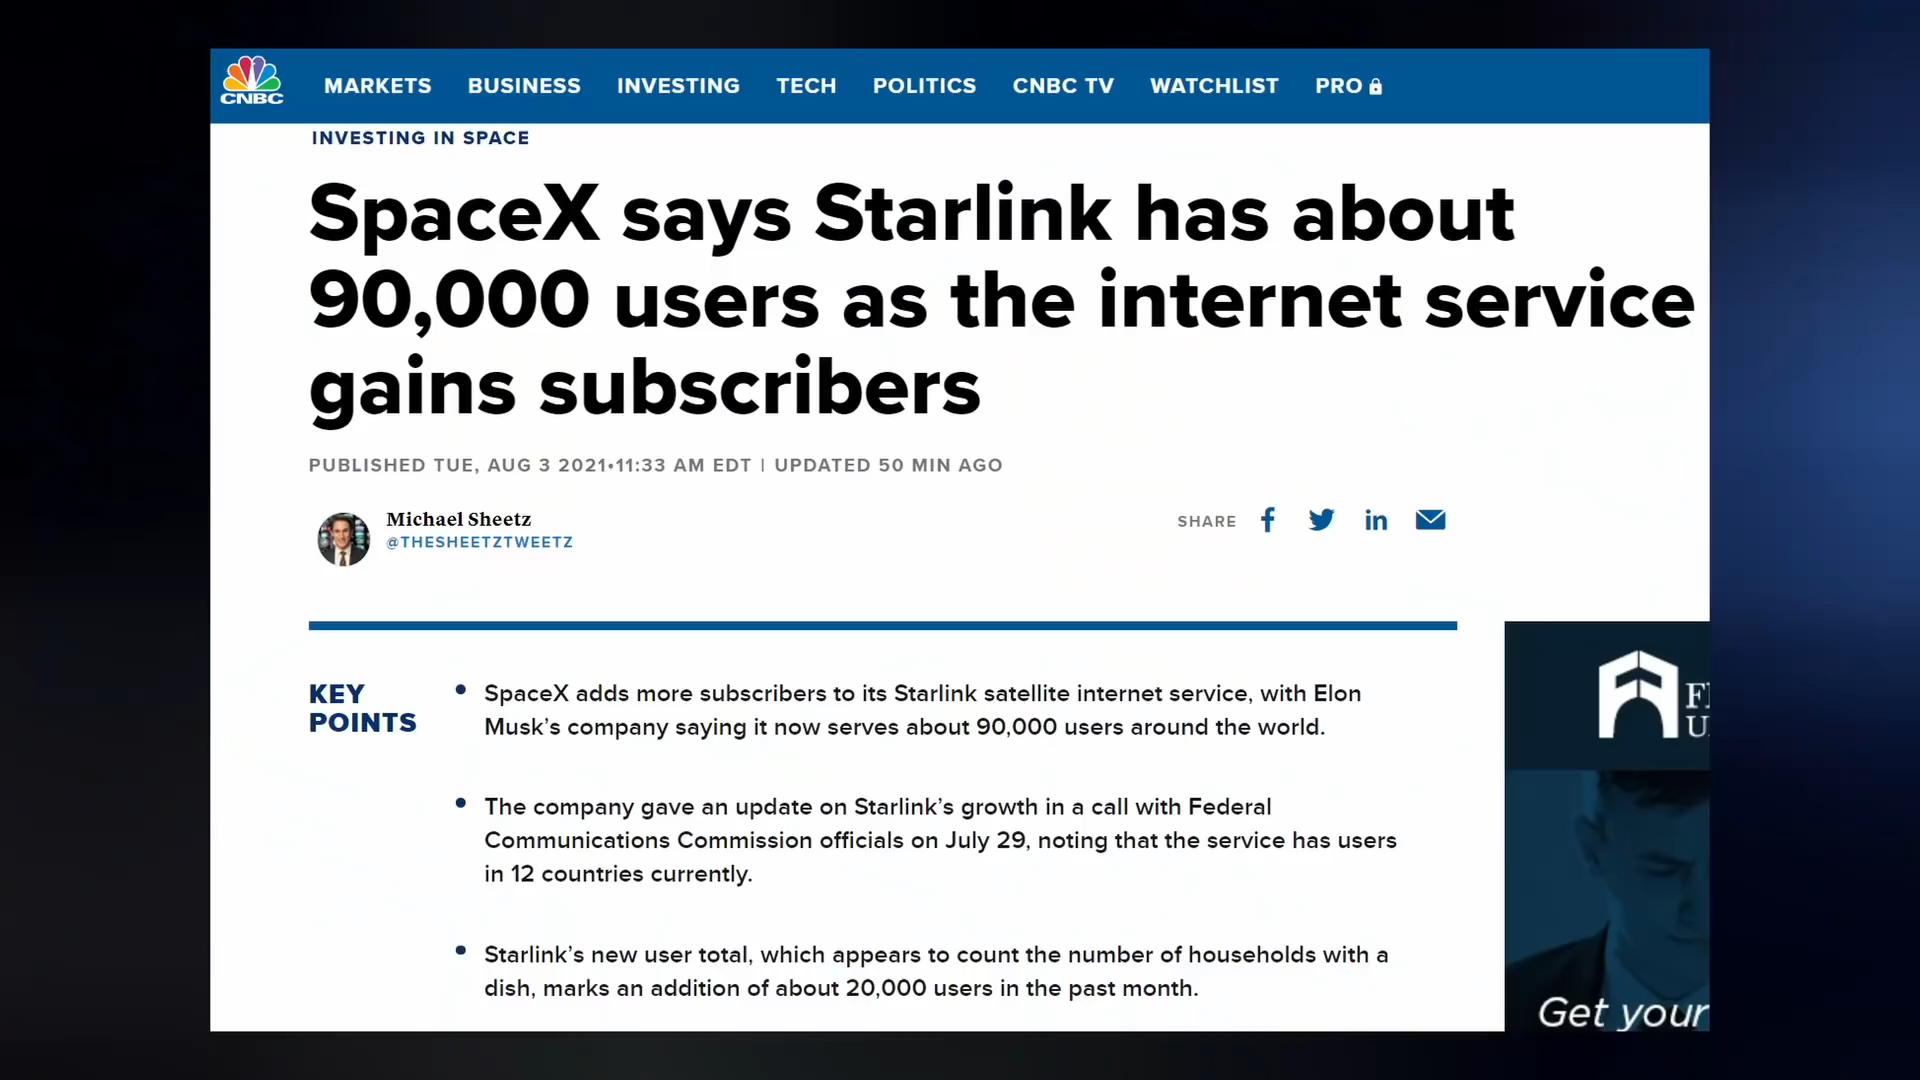 CNBC
MARKETS BUSINESS INVESTING TECH POLITICS CNBC TV WATCHLIST PRO
INVESTING IN SPACE
SpaceX says Starlink has about
90,000 users as the internet service
gains subscribers
PUBLISHED TUE, AUG 3 2021•11:33 AM EDT | UPDATED 50 MIN AGO
Michael Sheetz
@THESHEETZTWEETZ
SHARE
KEY
POINTS
• SpaceX adds more subscribers to its Starlink satellite internet service, with Elon
Musk’s company saying it now serves about 90,000 users around the world.
• The company gave an update on Starlink’s growth in a call with Federal
Communications Commission officials on July 29, noting that the service has users
in 12 countries currently.
• Starlink’s new user total, which appears to count the number of households with a
dish, marks an addition of about 20,000 users in the past month.
Get your